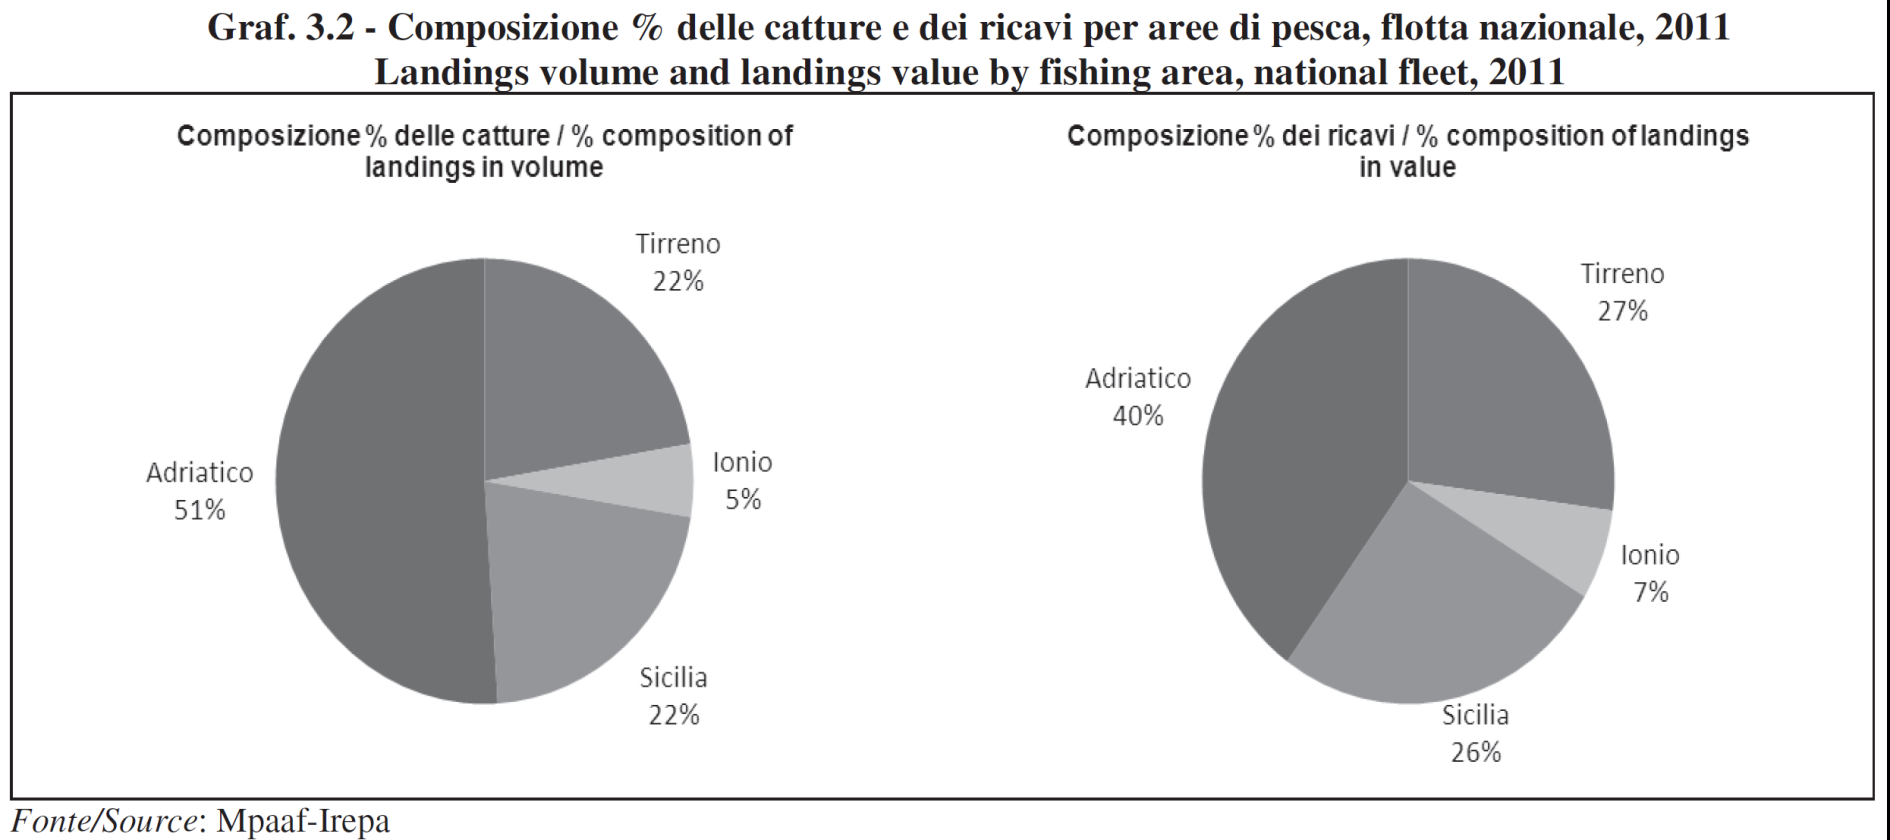 Graf. 3.2 - Composizione % delle catture e dei ricavi per aree di pesca, flotta nazionale, 2011
Landings volume and landings value by fishing area, national fleet, 2011
Composizione % delle catture / % composition of
landings in volume
Tirreno
22%
Ionio
5%
Sicilia
22%
Adriatico
51%
Composizione % dei ricavi / % composition of landings
in value
Tirreno
27%
Ionio
7%
Sicilia
26%
Adriatico
40%
Fonte/Source: Mpaaf-Irepa